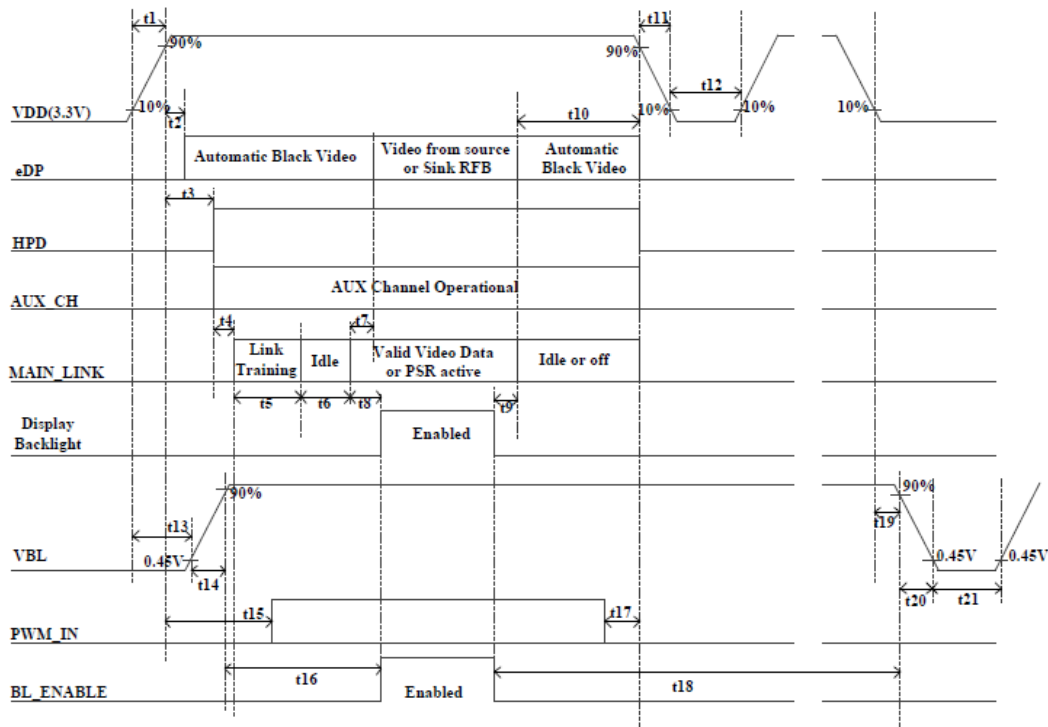 t1
t11
90%
90%
t12
VDD(3.3V)
10%
10%
10%
10%
t2
t10
eDP
Automatic Black Video
Video from source
or Sink RFB
Automatic
Black Video
t3
HPD
AUX Channel Operational
AUX_CH
t4
t7
MAIN_LINK
Link
Training
Idle
Valid Video Data
or PSR active
Idle or off
t5
t6
t8
t9
Display
Backlight
Enabled
90%
90%
t13
t19
VBL
0.45V
0.45V
0.45V
t14
t20
t21
t15
t17
PWM_IN
t16
t18
BL_ENABLE
Enabled